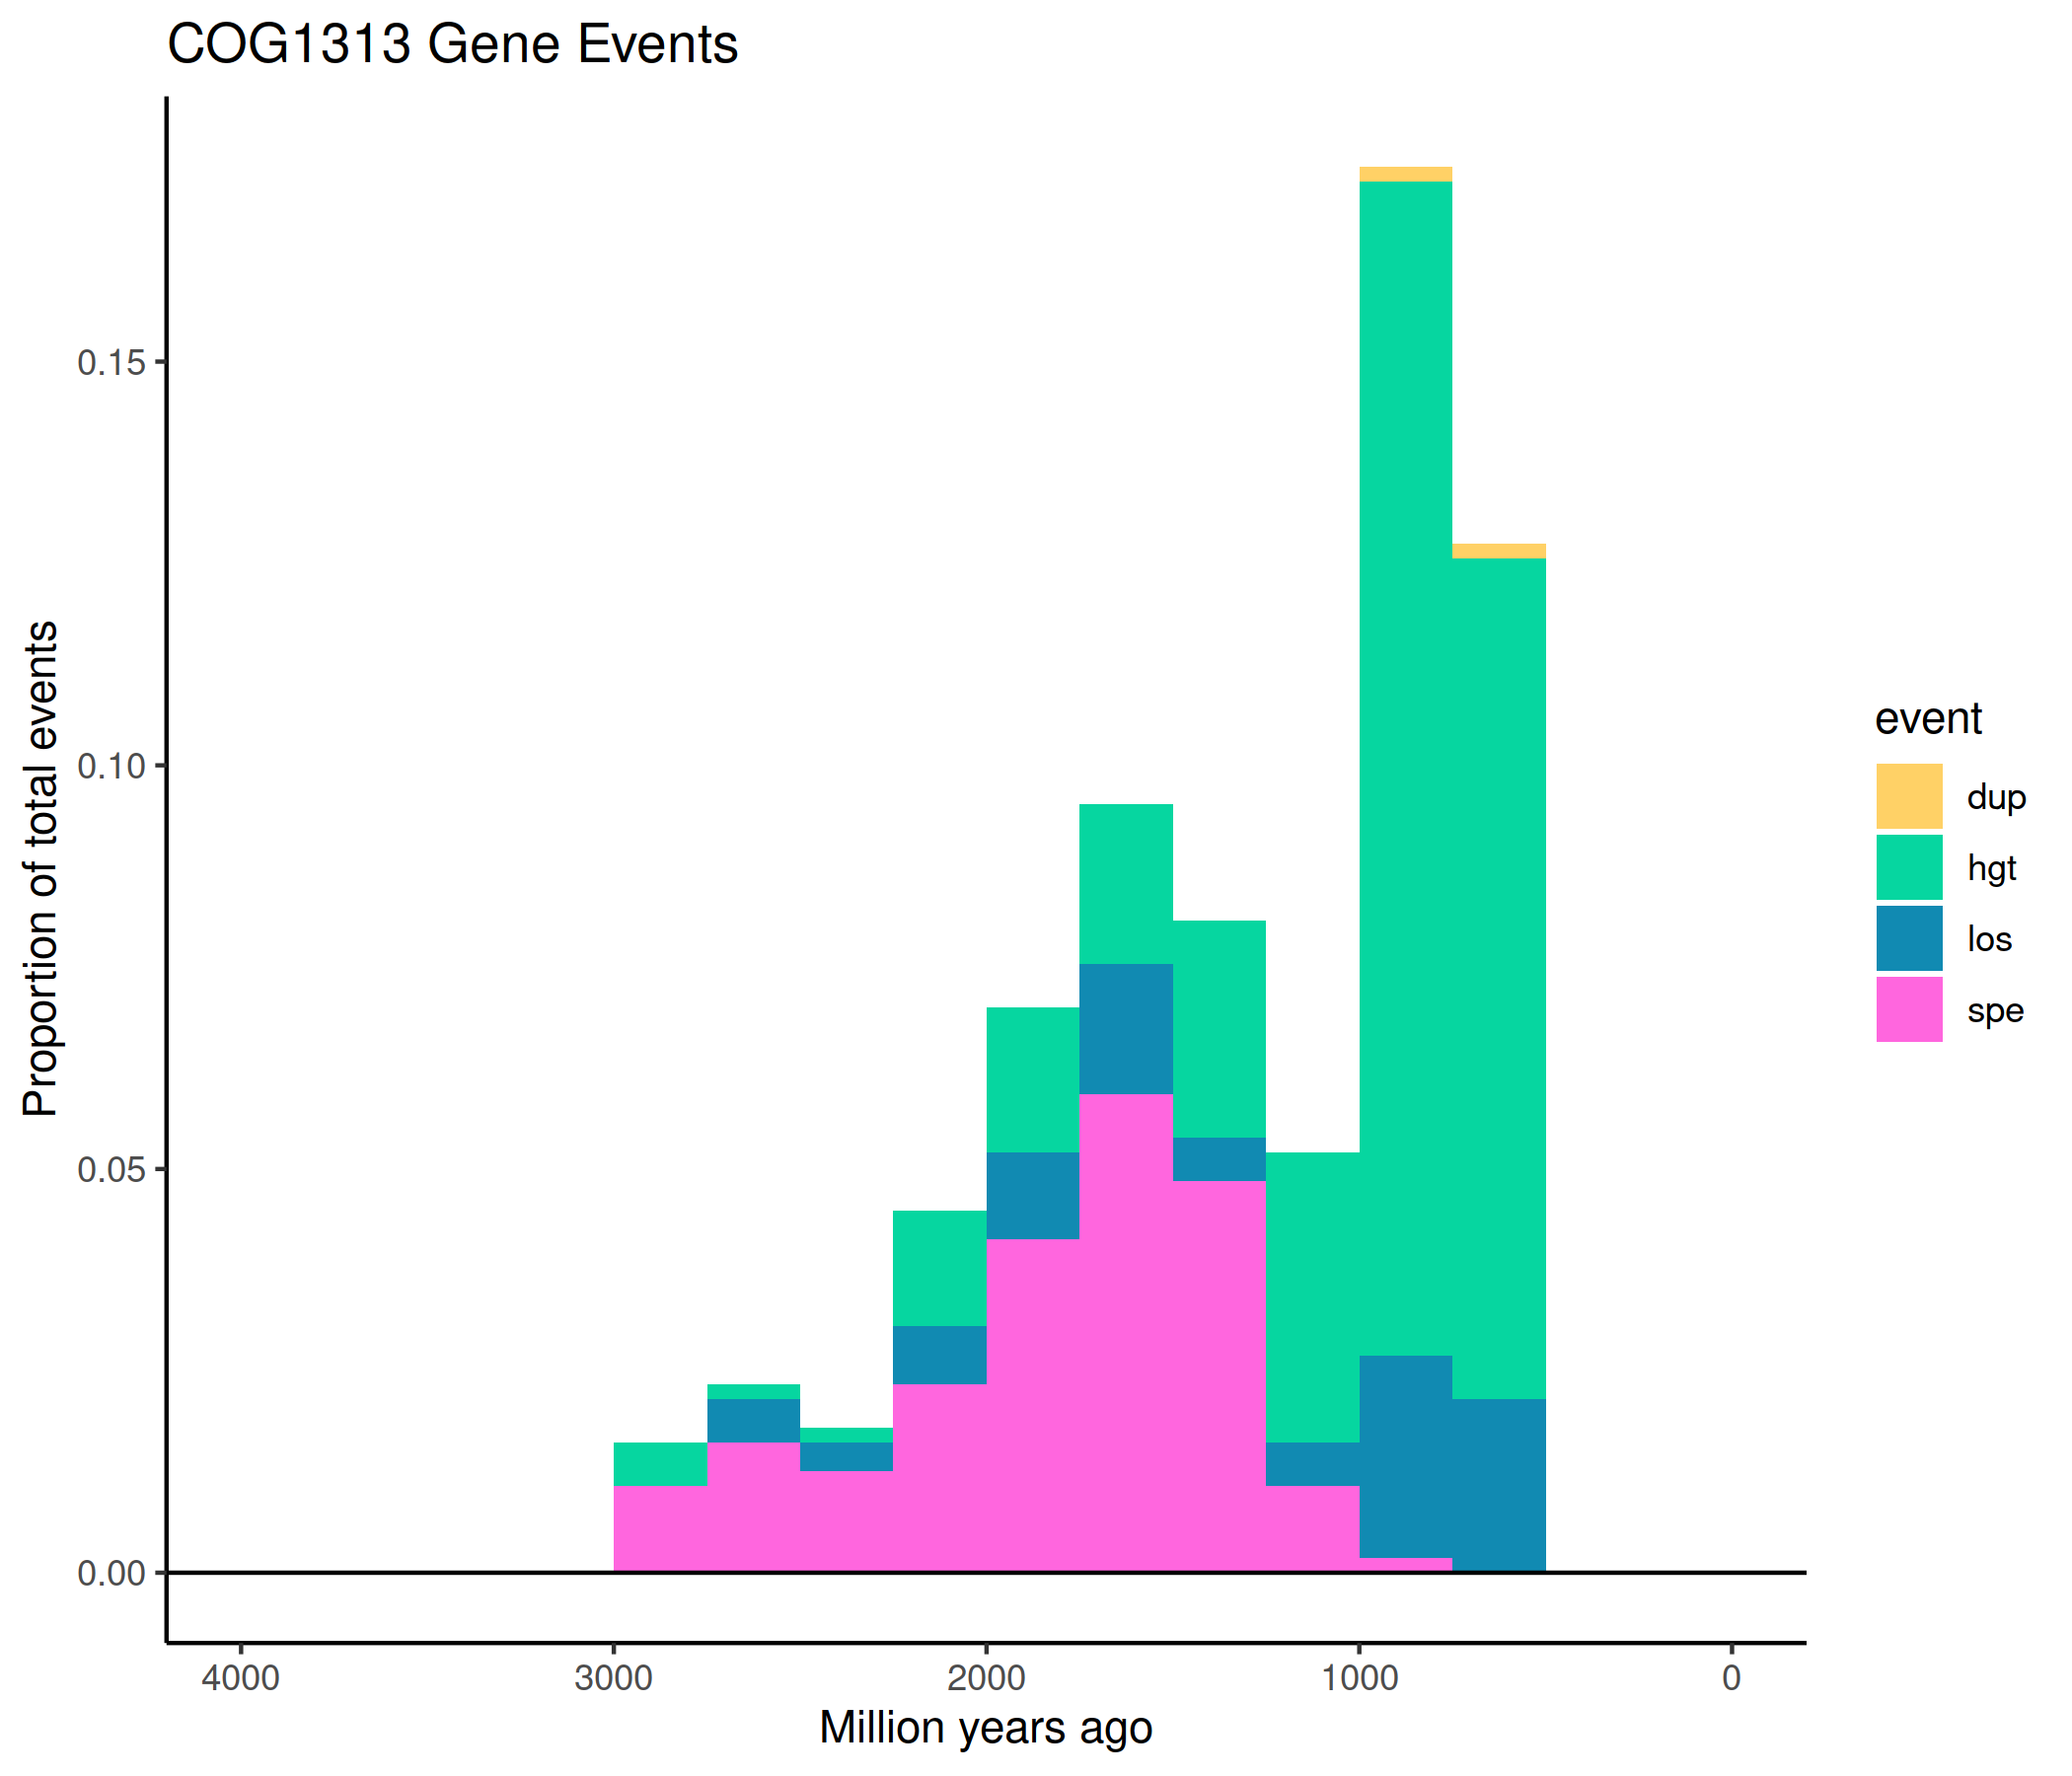 COG1313 Gene Events
Proportion of total events
0.15
0.10
0.05
0.00
4000
3000
2000
1000
0
Million years ago
event
dup
hgt
los
spe